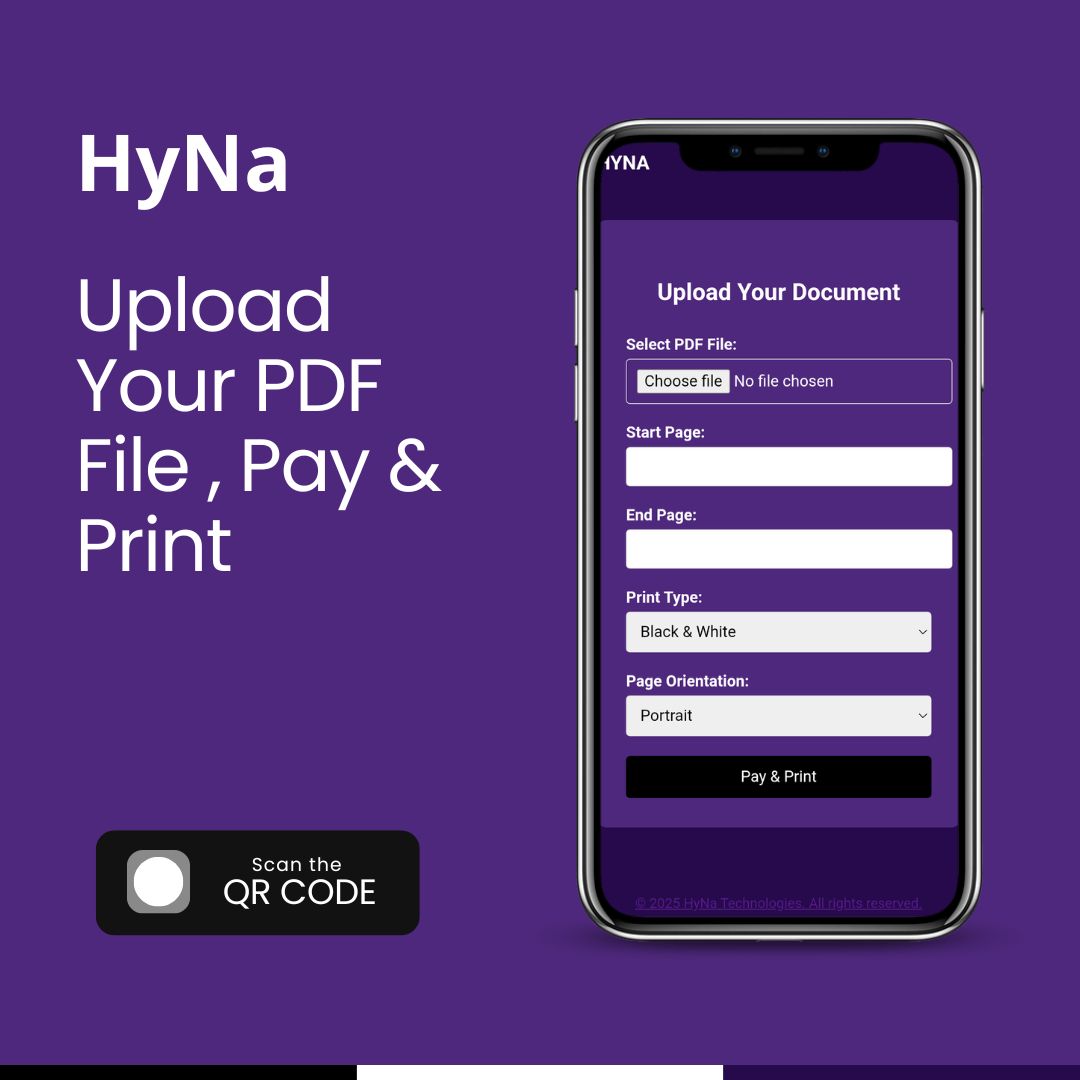 HyNa
Upload
Your PDF
File , Pay &
Print
Scan the
QR CODE
HYNA
Upload Your Document
Select PDF File:
Choose file No file chosen
Start Page:
End Page:
Print Type:
Black & White
Page Orientation:
Portrait
Pay & Print
© 2025 HyNa Technologies. All rights reserved.